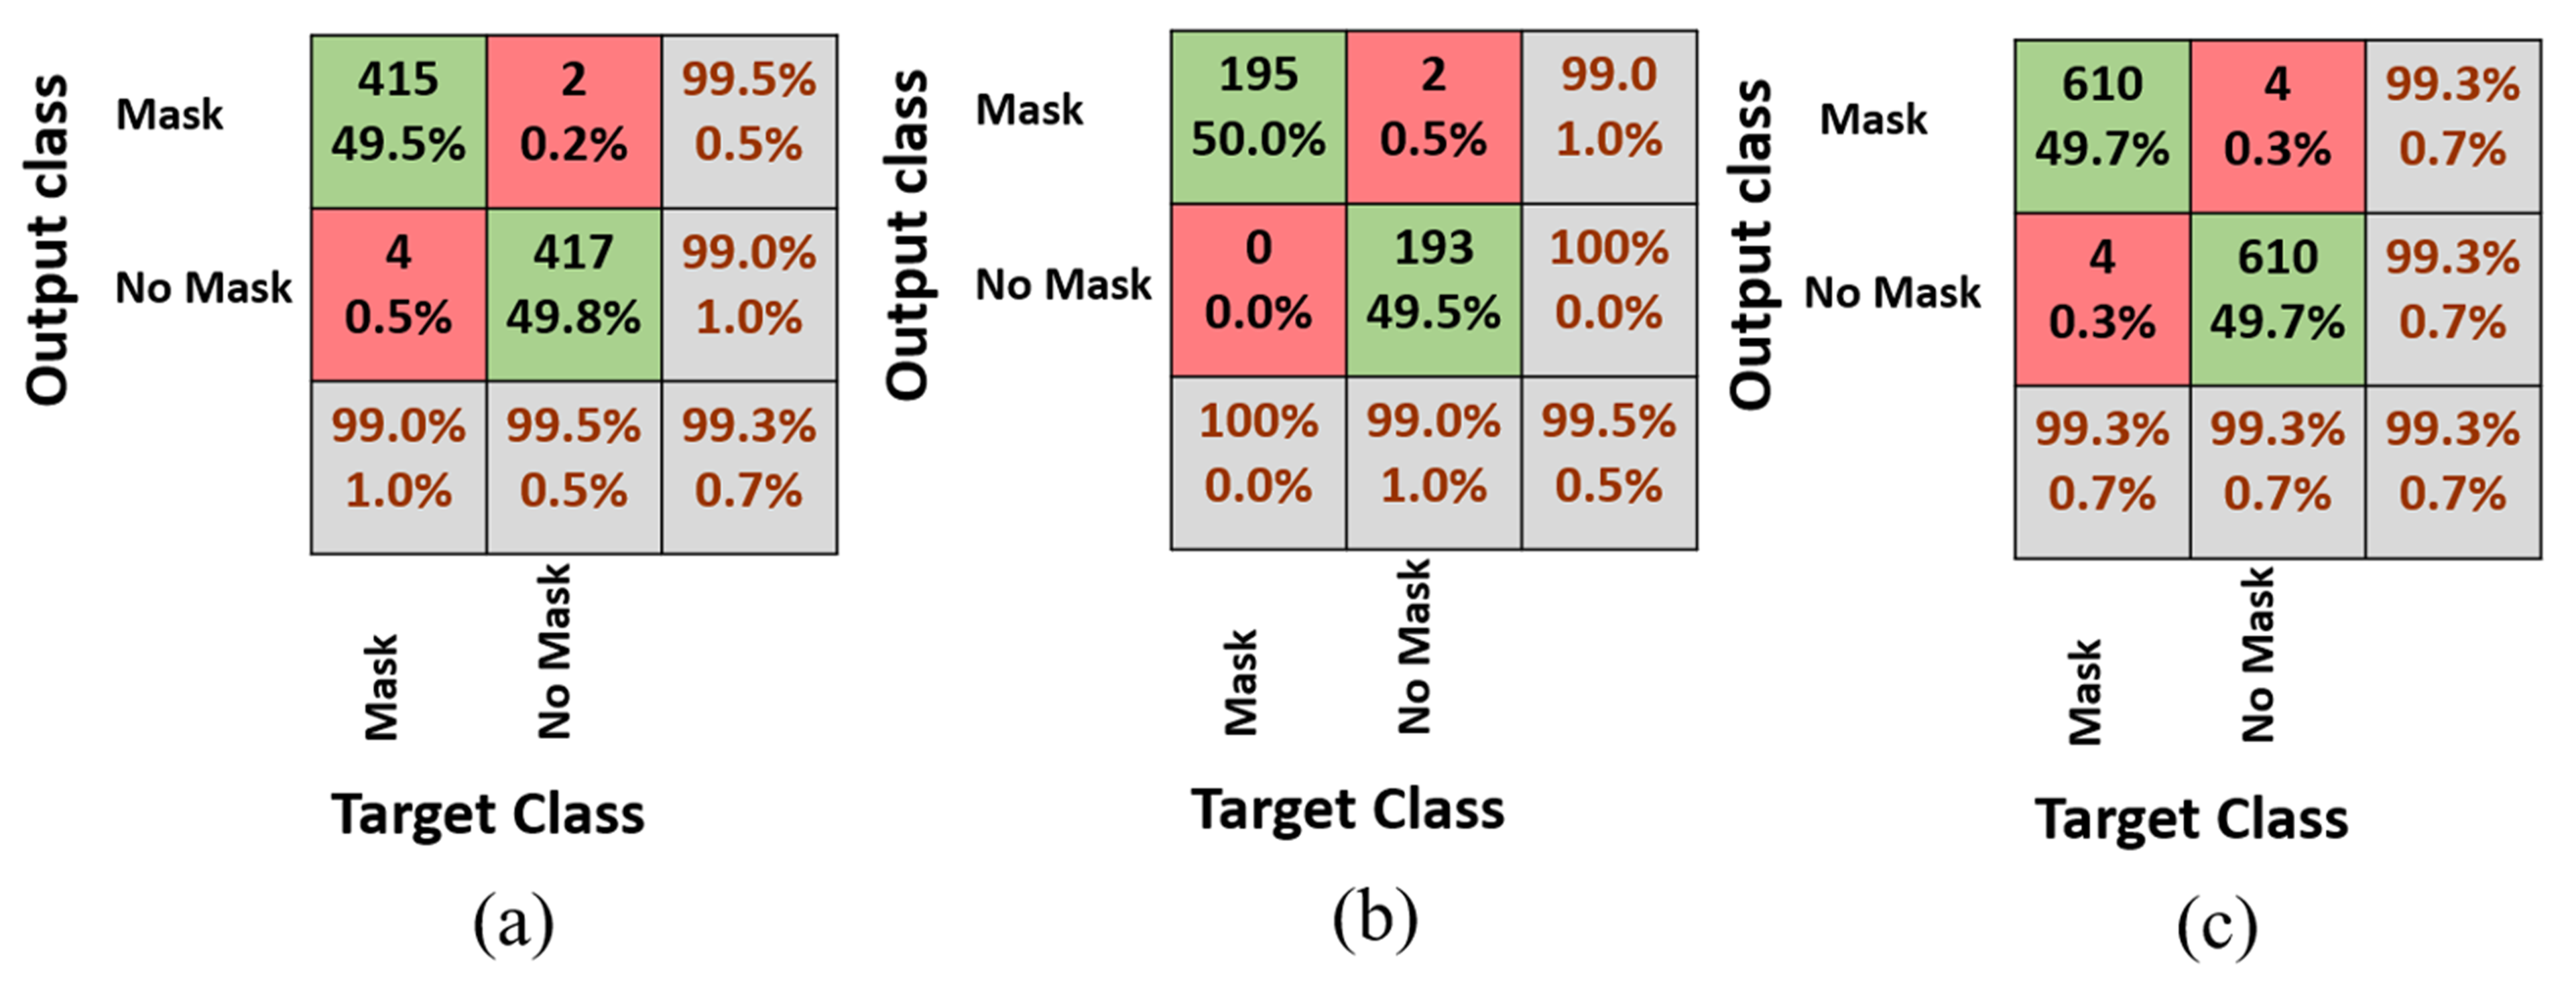 Output class
Mask
415
49.5%
2
0.2%
99.5%
0.5%
No Mask
4
0.5%
417
49.8%
99.0%
1.0%
99.0%
1.0%
99.5%
0.5%
99.3%
0.7%
Mask
No Mask
Target Class
(a)
Output class
Mask
195
50.0%
2
0.5%
99.0
1.0%
No Mask
0
0.0%
193
49.5%
100%
0.0%
100%
0.0%
99.0%
1.0%
99.5%
0.5%
Mask
No Mask
Target Class
(b)
Output class
Mask
610
49.7%
4
0.3%
99.3%
0.7%
No Mask
4
0.3%
610
49.7%
99.3%
0.7%
99.3%
0.7%
99.3%
0.7%
99.3%
0.7%
Mask
No Mask
Target Class
(c)